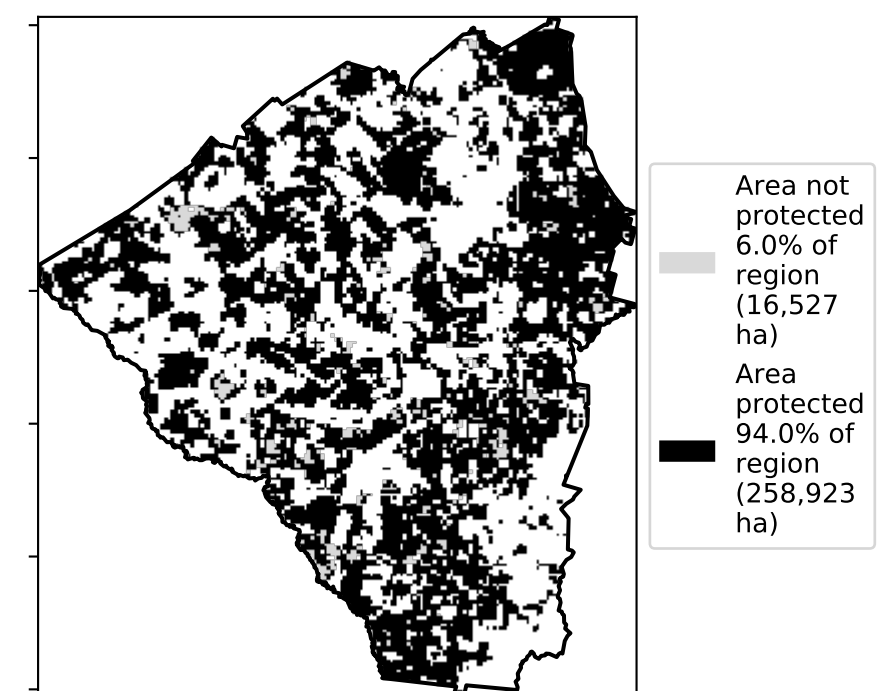 Area not
protected
6.0% of
region
(16,527
ha)
Area
protected
94.0% of
region
(258,923
ha)